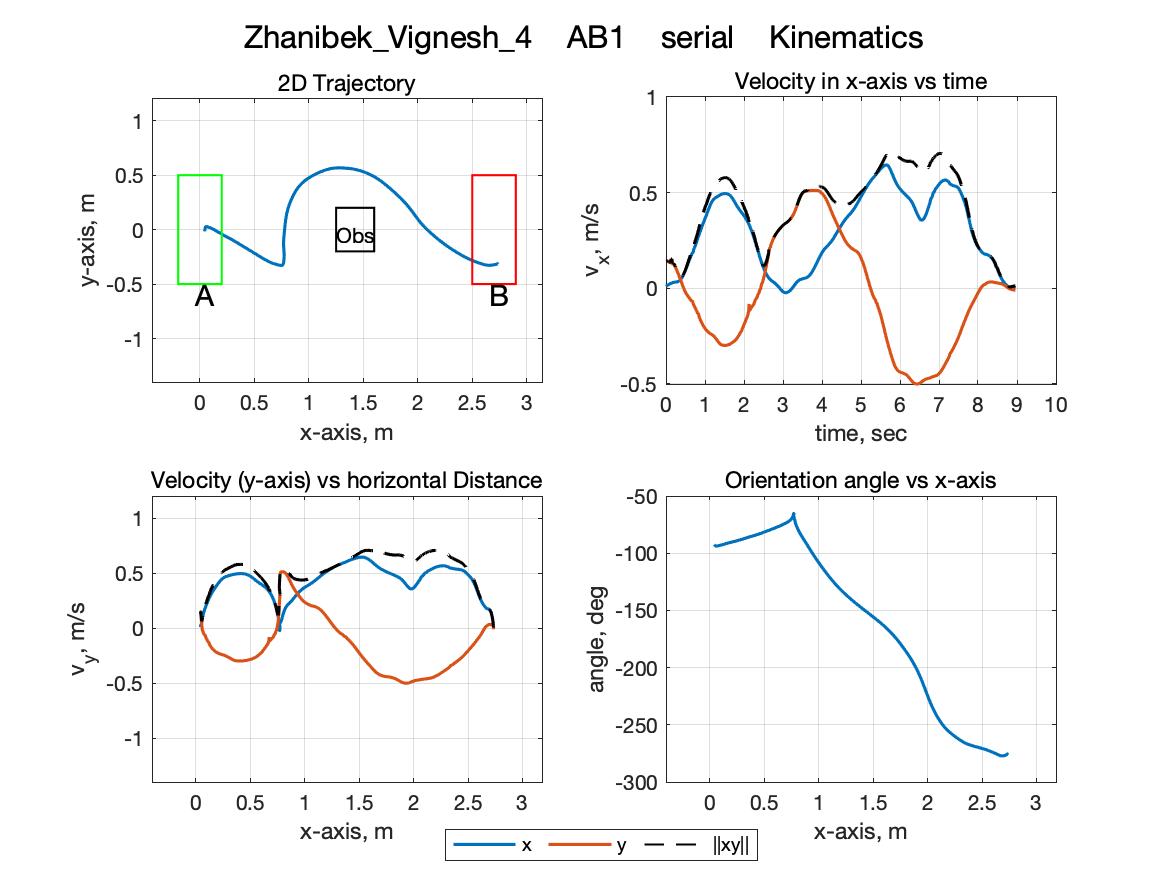 Zhanibek_Vignesh_4 AB1 serial Kinematics
2D Trajectory
1
0.5
0
-0.5
-1
y-axis, m
Obs
A
B
0 0.5 1 1.5 2 2.5 3
x-axis, m
Velocity in x-axis vs time
1
0.5
0
-0.5
v_x, m/s
0 1 2 3 4 5 6 7 8 9 10
time, sec
Velocity (y-axis) vs horizontal Distance
1
0.5
0
-0.5
-1
v_y, m/s
0 0.5 1 1.5 2 2.5 3
x-axis, m
Orientation angle vs x-axis
-50
-100
-150
-200
-250
-300
angle, deg
0 0.5 1 1.5 2 2.5 3
x-axis, m
x y ||xy||